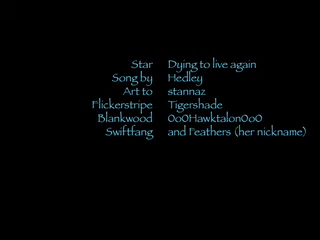 Star Dying to live again
Song by Hedley
Art to stannaz
Flickerstripe Tigershade
Blankwood 0o0Hawktalon0o0
Swiftfang and Feathers (her nickname)